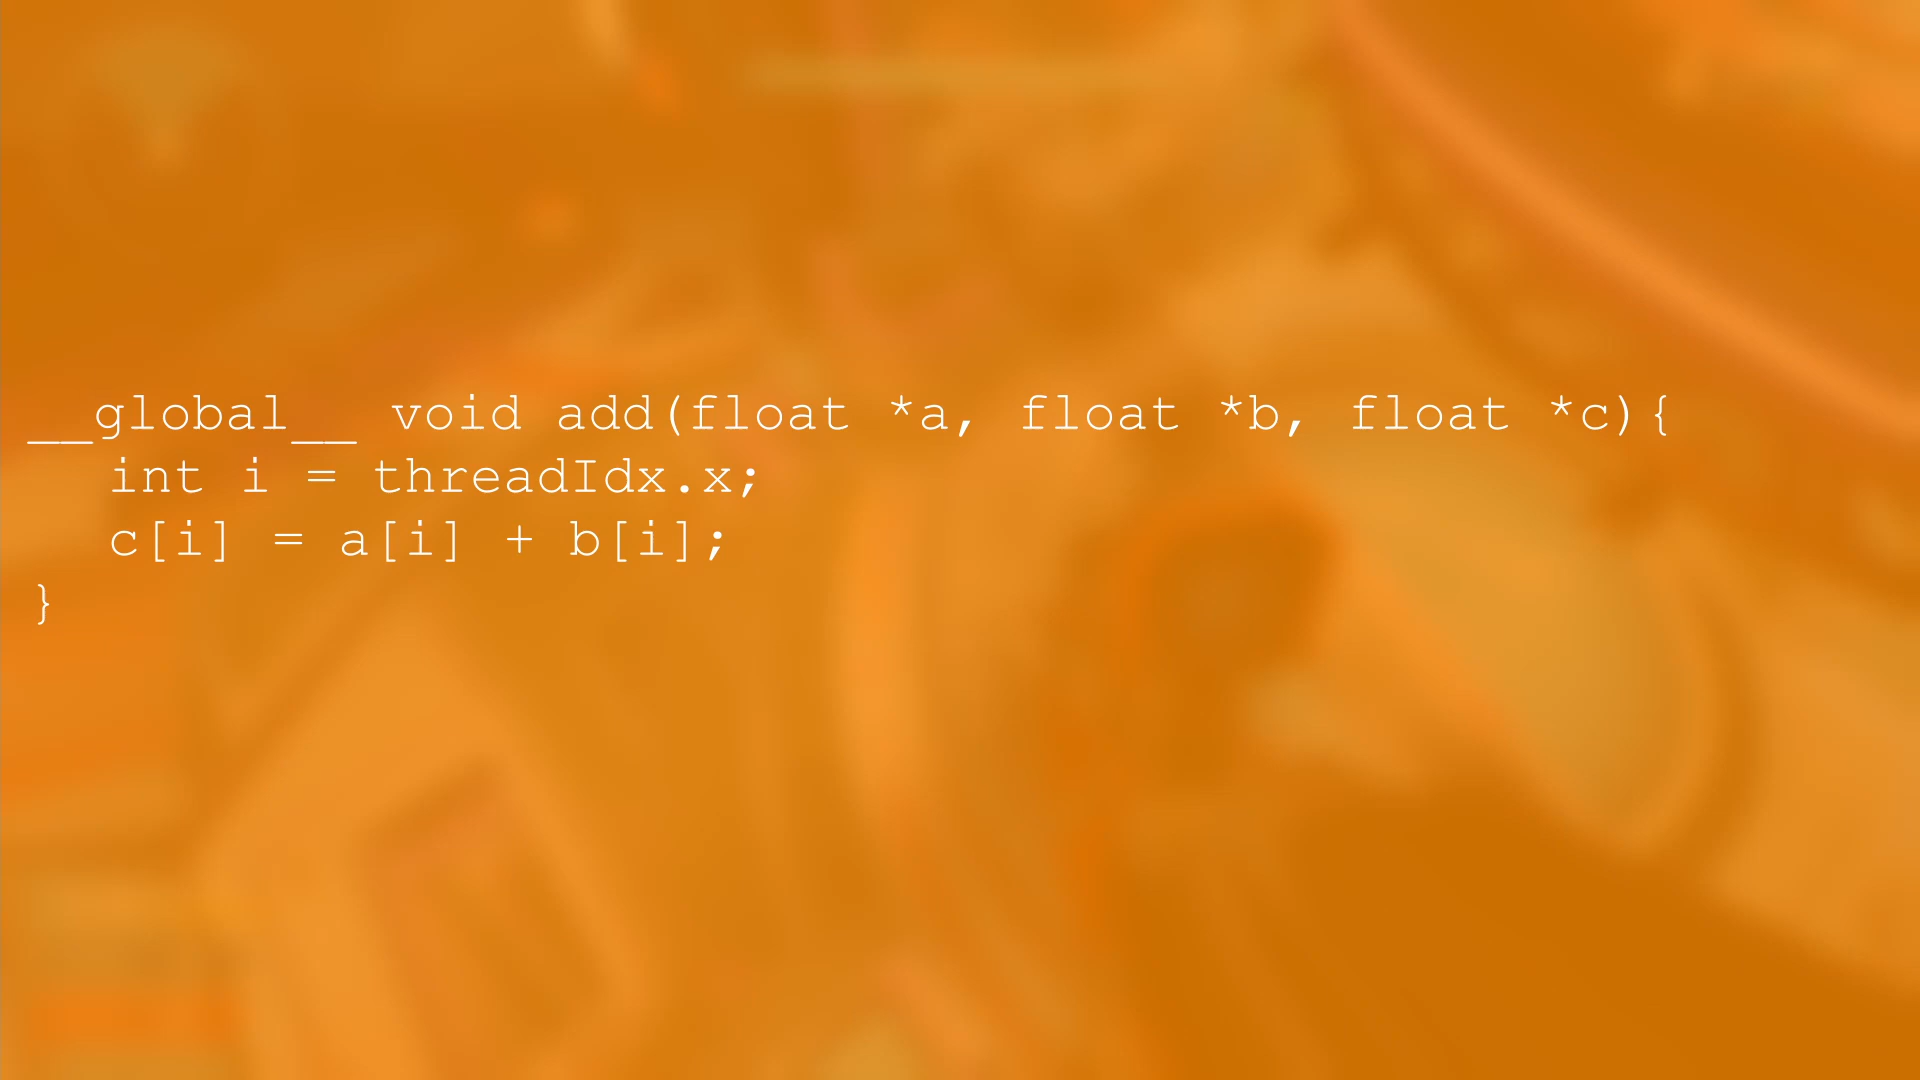 __global__ void add(float *a, float *b, float *c){
  int i = threadIdx.x;
  c[i] = a[i] + b[i];
}